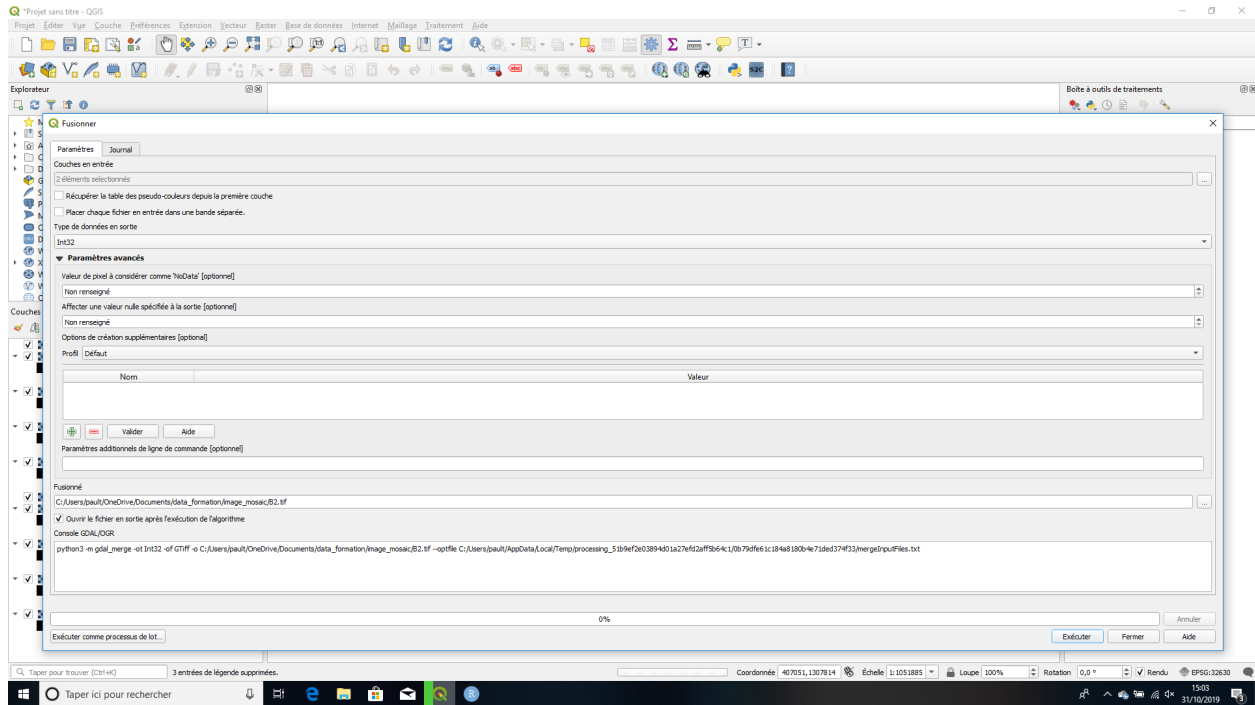 *Projet sans titre - QGIS
Projet Éditer Vue Couche Préférences Extension Vecteur Raster Base de données Internet Maillage Traitement Aide
Explorateur
Boîte à outils de traitements
Fusionner
Paramètres Journal
Couches en entrée
2 éléments selectionnés
...
Récupérer la table des pseudo-couleurs depuis la première couche
Placer chaque fichier en entrée dans une bande séparée.
Type de données en sortie
Int32
Paramètres avancés
Valeur de pixel à considérer comme 'NoData' [optionnel]
Non renseigné
Affecter une valeur nulle spécifiée à la sortie [optionnel]
Non renseigné
Options de création supplémentaires [optional]
Profil Défaut
Nom Valeur
Couches
Valider Aide
Paramètres additionnels de ligne de commande [optionnel]
Fusionné
C:/Users/pault/OneDrive/Documents/data_formation/image_mosaic/B2.tif
...
Ouvrir le fichier en sortie après l'exécution de l'algorithme
Console GDAL/OGR
python3 -m gdal_merge -ot Int32 -of GTiff -o C:/Users/pault/OneDrive/Documents/data_formation/image_mosaic/B2.tif --optfile C:/Users/pault/AppData/Local/Temp/processing_51b9ef2e03894d01a27efd2aff5b64c1/0b79dfe61c184a8180b4e71ded374f33/mergeInputFiles.txt
0% Annuler
Exécuter comme processus de lot... Exécuter Fermer Aide
Taper pour trouver (Ctrl+K) 3 entrées de légende supprimées. Coordonnée 407051,1307814 Échelle 1:1051885 Loupe 100% Rotation 0,0 ° Rendu EPSG:32630
Taper ici pour rechercher
15:03
31/10/2019